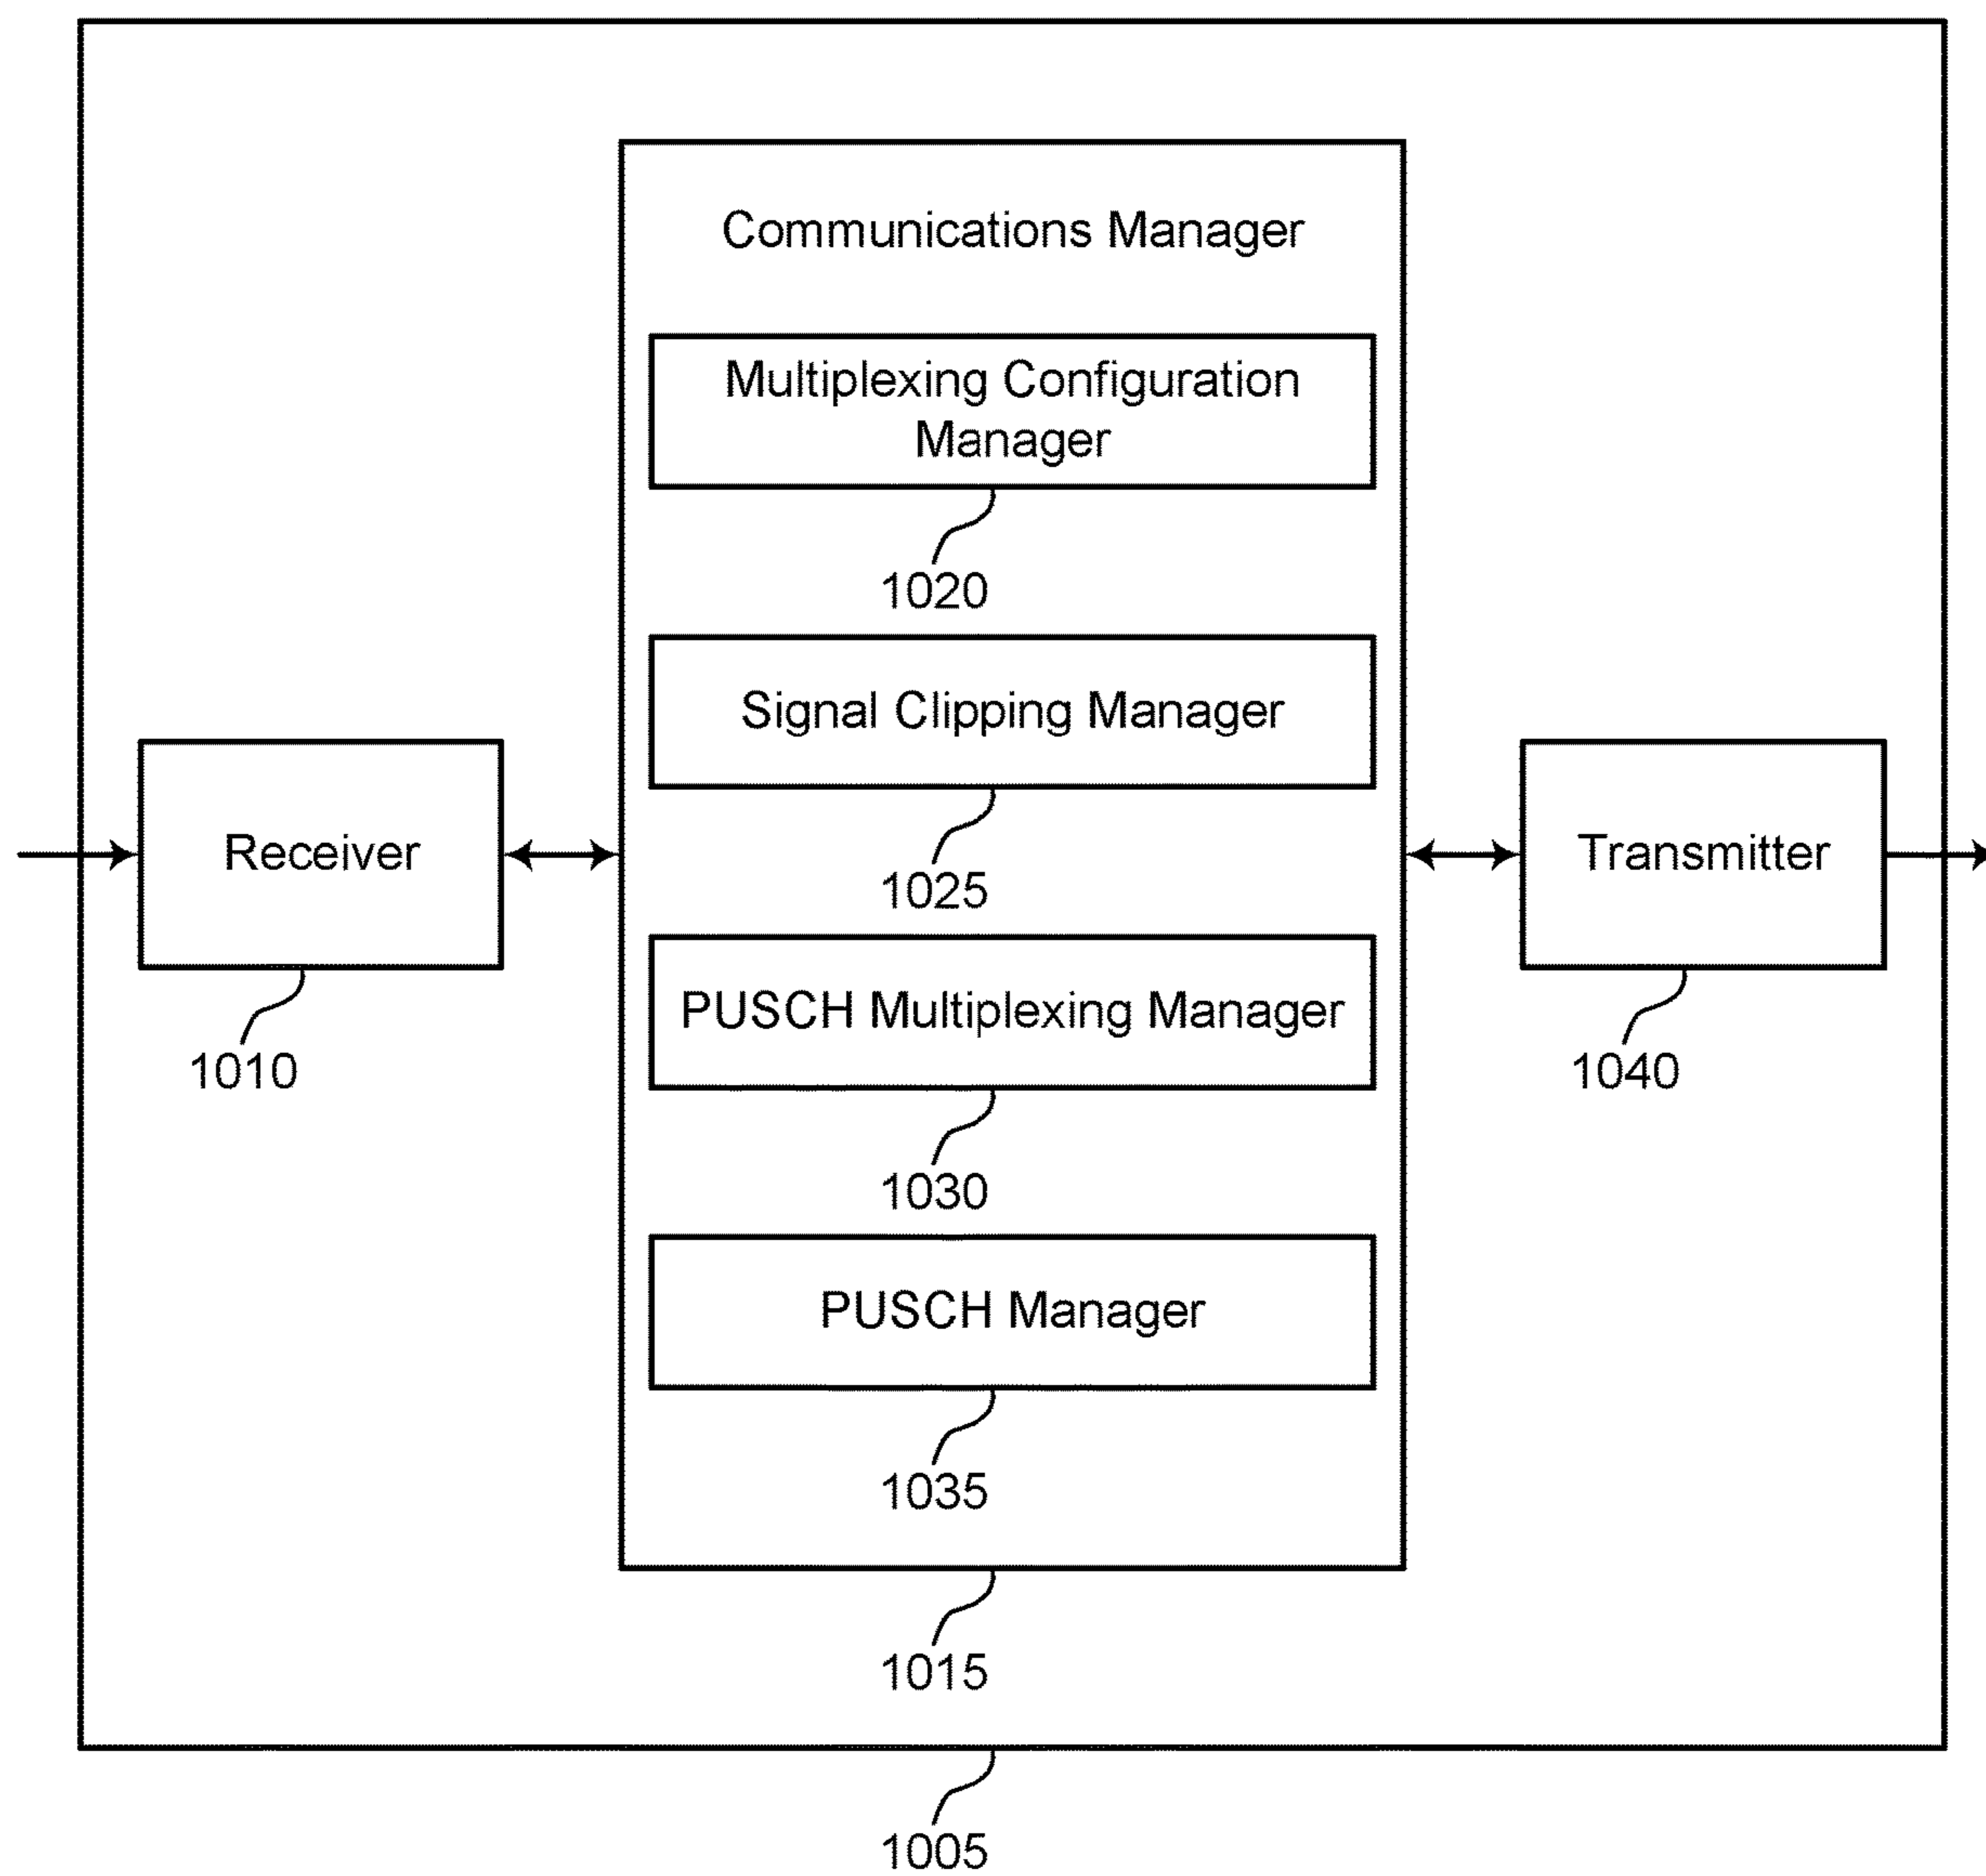 Communications Manager
Multiplexing Configuration
Manager
1020
Signal Clipping Manager
1025
Receiver
1010
Transmitter
1040
PUSCH Multiplexing Manager
1030
PUSCH Manager
1035
1015
1005